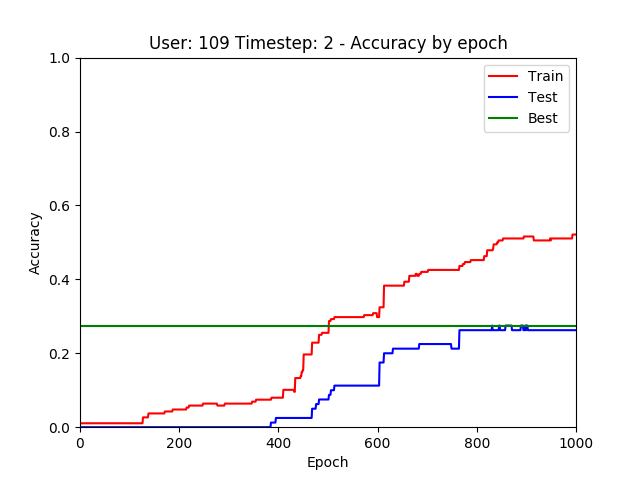 User: 109 Timestep: 2 - Accuracy by epoch
1.0
0.8
0.6
0.4
0.2
0.0
Accuracy
0 200 400 600 800 1000
Epoch
Train
Test
Best